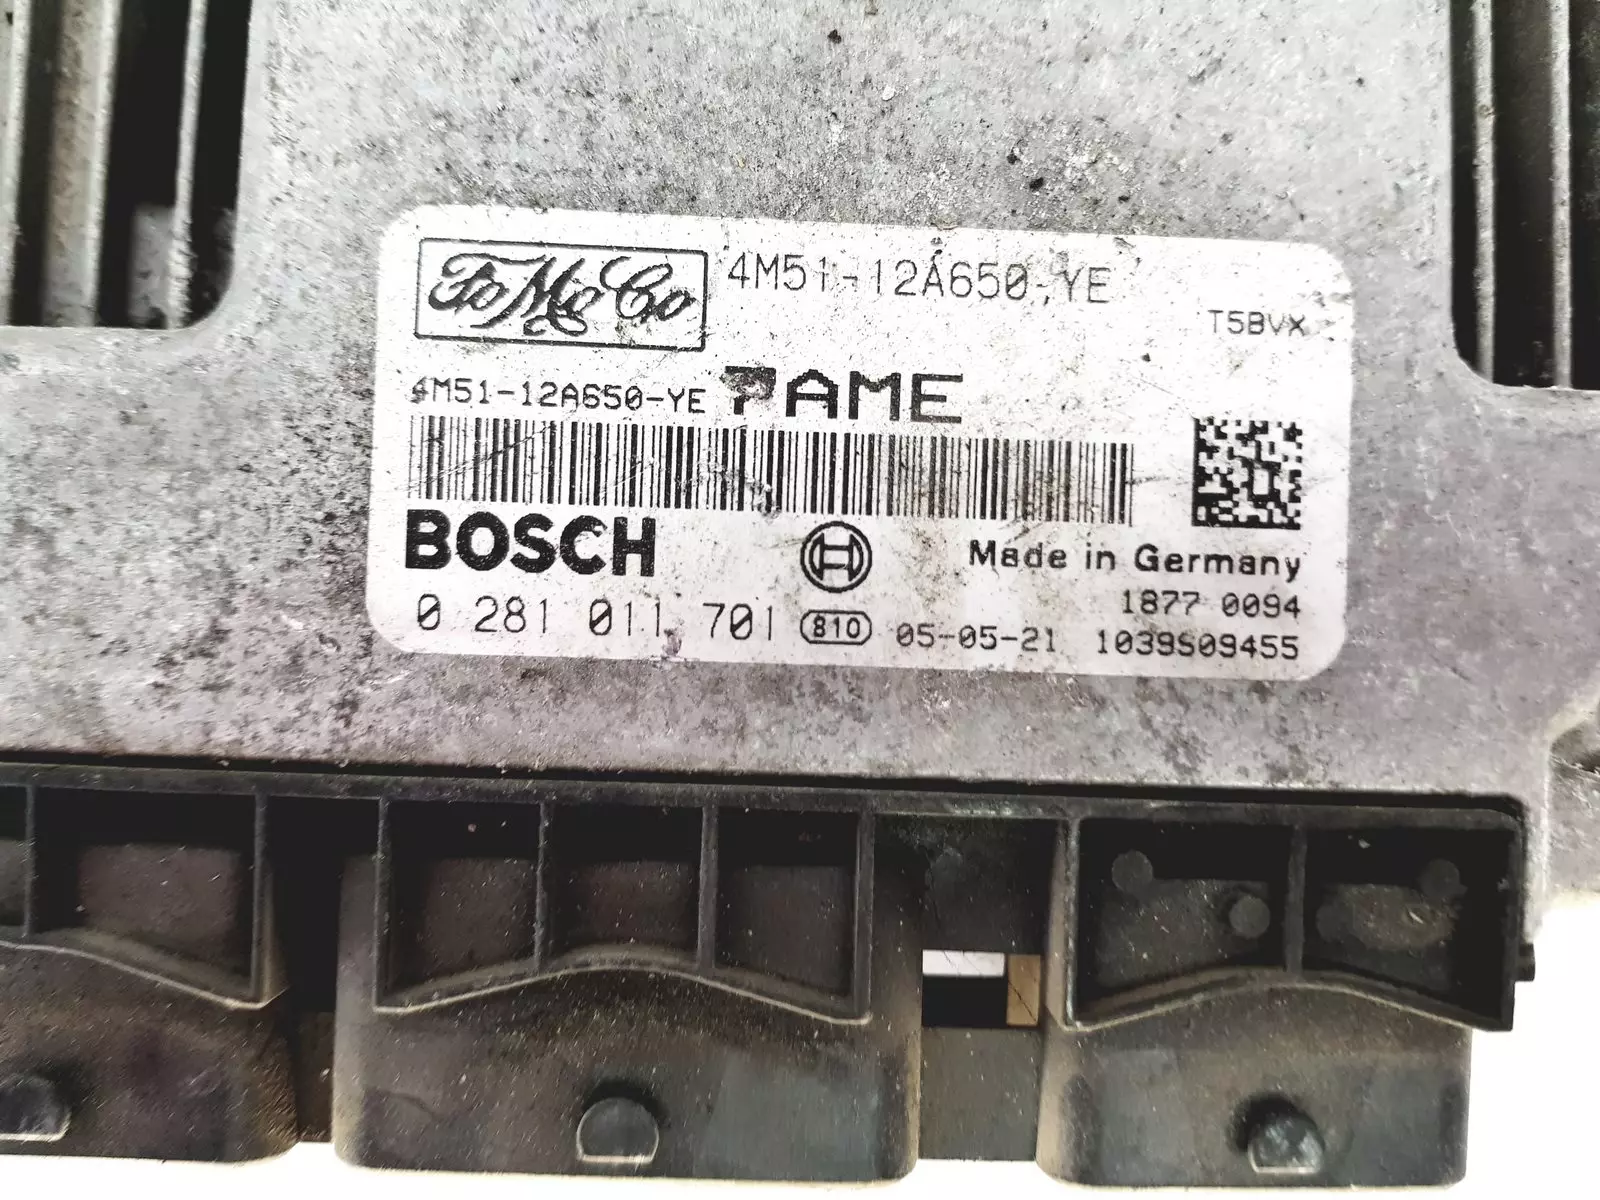 FoMoCo 4M51-12A650-YE
T5BVX
4M51-12A650-YE 7AME
BOSCH
Made in Germany
1877 0094
0 281 011 701 810 05-05-21 1039S09455